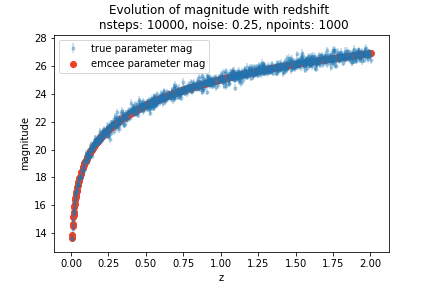 Evolution of magnitude with redshift
nsteps: 10000, noise: 0.25, npoints: 1000
true parameter mag
emcee parameter mag
magnitude
28
26
24
22
20
18
16
14
0.00 0.25 0.50 0.75 1.00 1.25 1.50 1.75 2.00
z